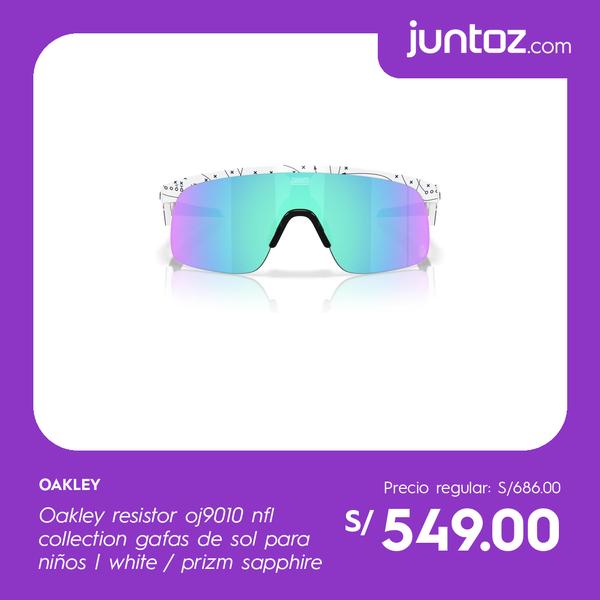 juntoz.com
OAKLEY
Oakley resistor oj9010 nfl
collection gafas de sol para
niños | white / prizm sapphire
Precio regular: S/686.00
S/549.00